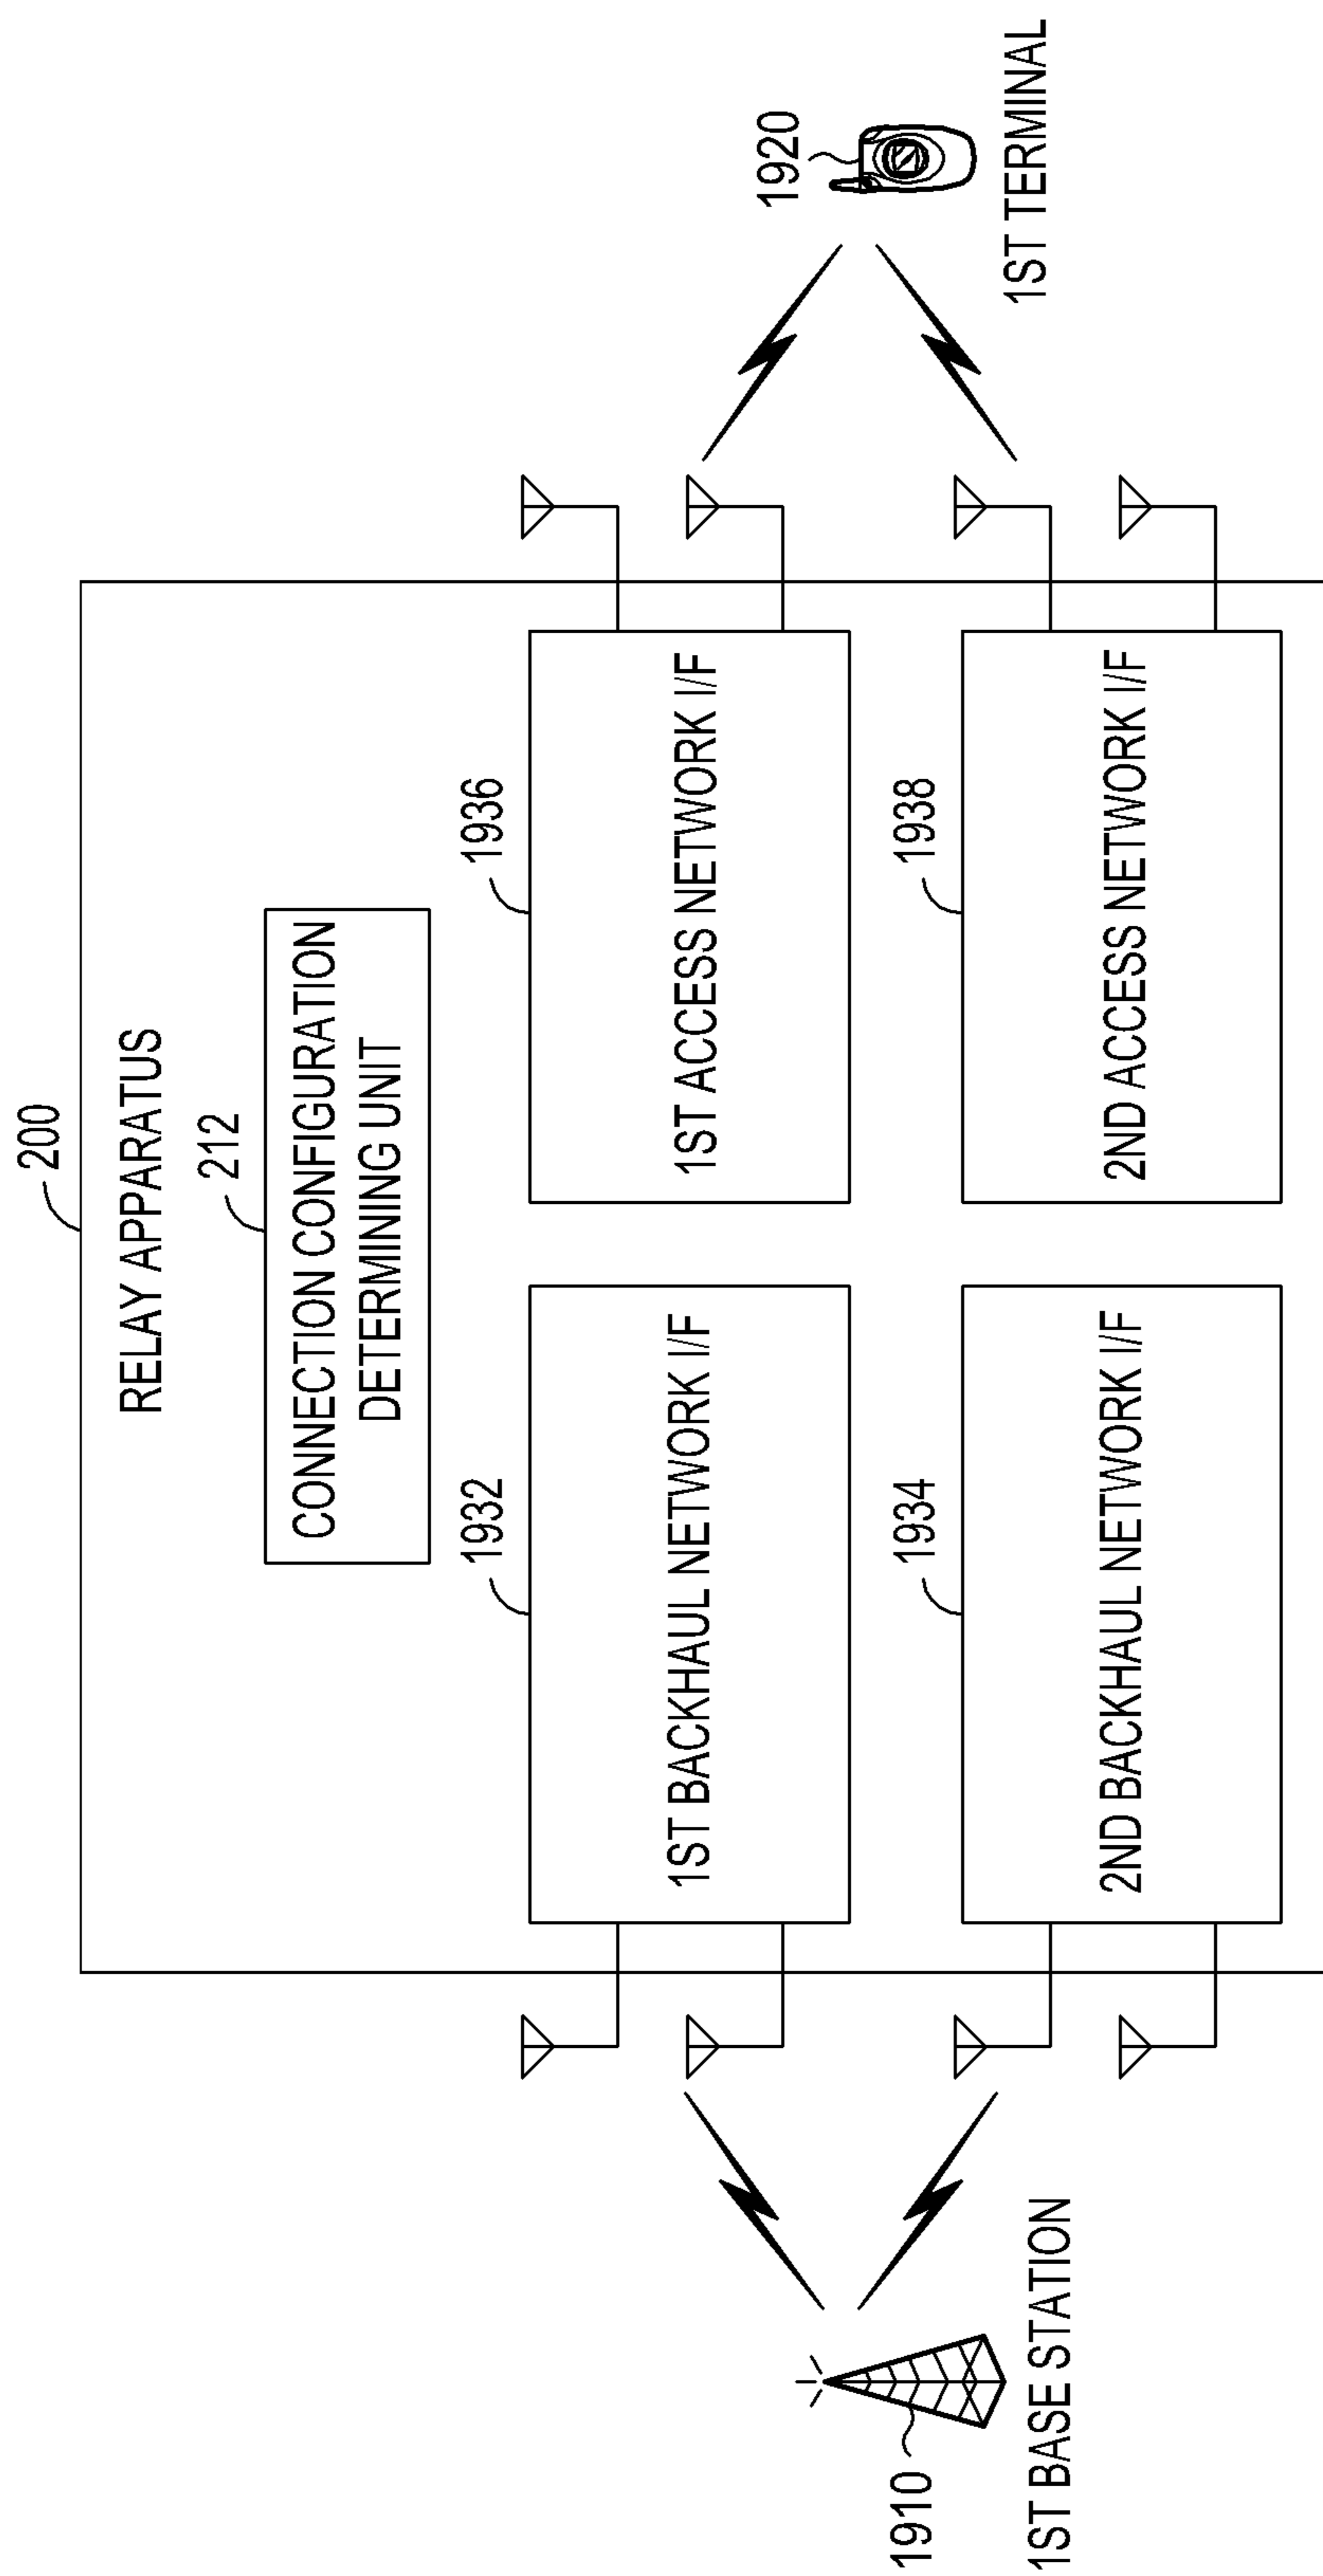 200
RELAY APPARATUS
212
CONNECTION CONFIGURATION
DETERMINING UNIT
1932
1936
1ST BACKHAUL NETWORK I/F
1ST ACCESS NETWORK I/F
1920
1ST TERMINAL
1910
1ST BASE STATION
1934
1938
2ND BACKHAUL NETWORK I/F
2ND ACCESS NETWORK I/F